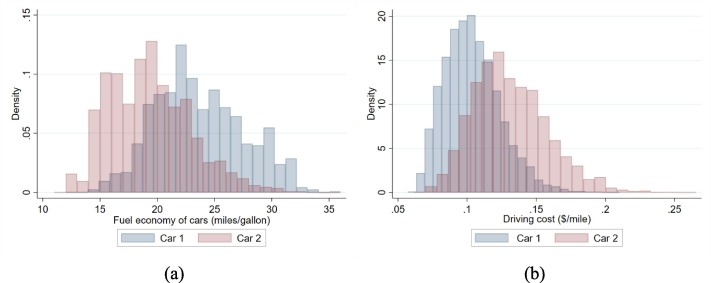 .15
.1
.05
0
Density
10 15 20 25 30 35
Fuel economy of cars (miles/gallon)
Car 1 Car 2
(a)
20
15
10
5
0
Density
.05 .1 .15 .2 .25
Driving cost ($/mile)
Car 1 Car 2
(b)